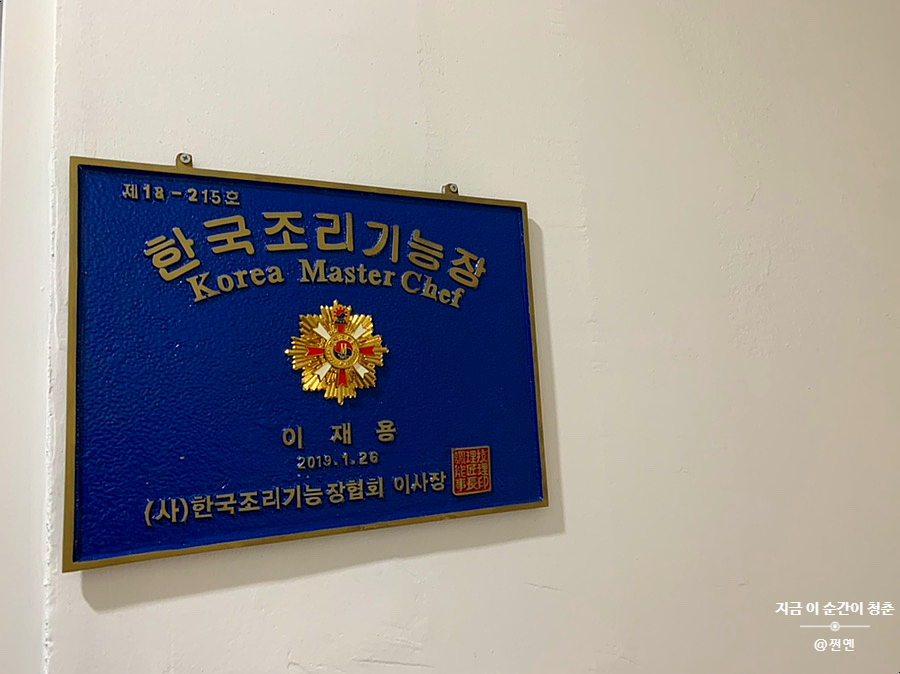 제18-215호
한국조리기능장
Korea Master Chef
이재용
2019.1.26
(사)한국조리기능장협회 이사장
지금 이 순간이 청춘
@쩐옌